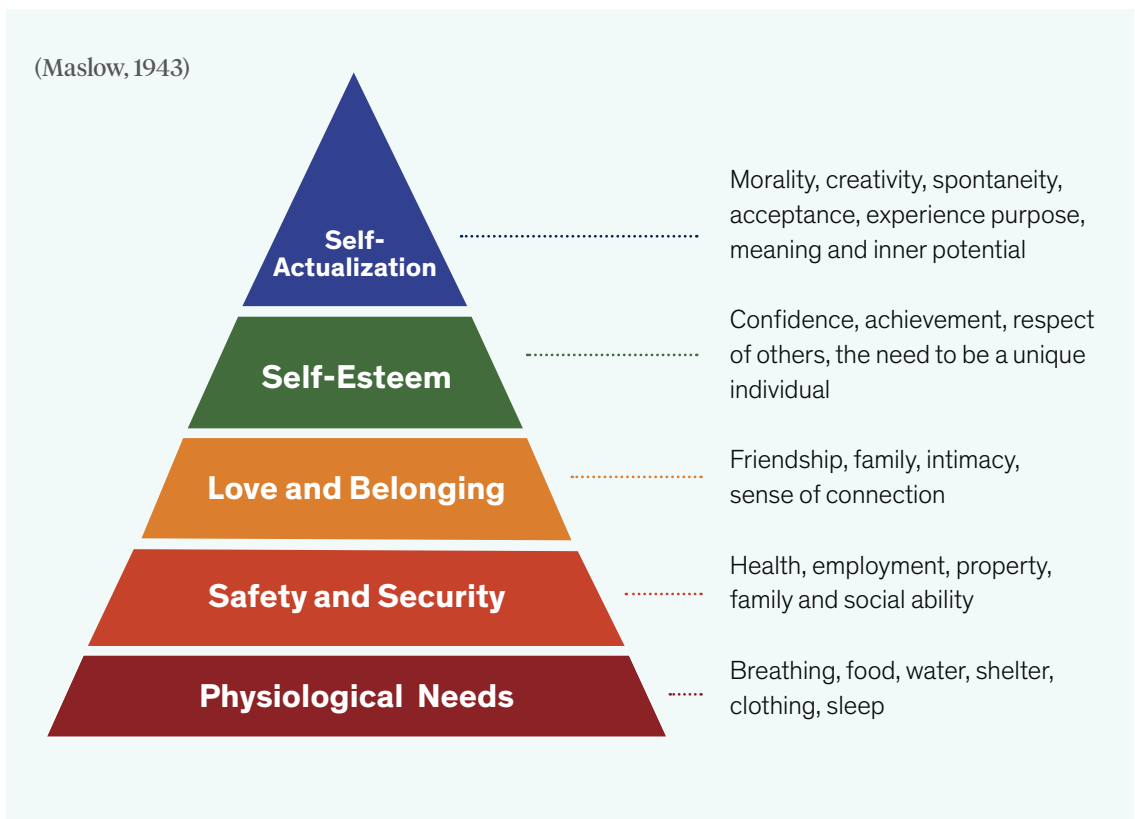 (Maslow, 1943)
Self-
Actualization
Morality, creativity, spontaneity,
acceptance, experience purpose,
meaning and inner potential
Self-Esteem
Confidence, achievement, respect
of others, the need to be a unique
individual
Love and Belonging
Friendship, family, intimacy,
sense of connection
Safety and Security
Health, employment, property,
family and social ability
Physiological Needs
Breathing, food, water, shelter,
clothing, sleep